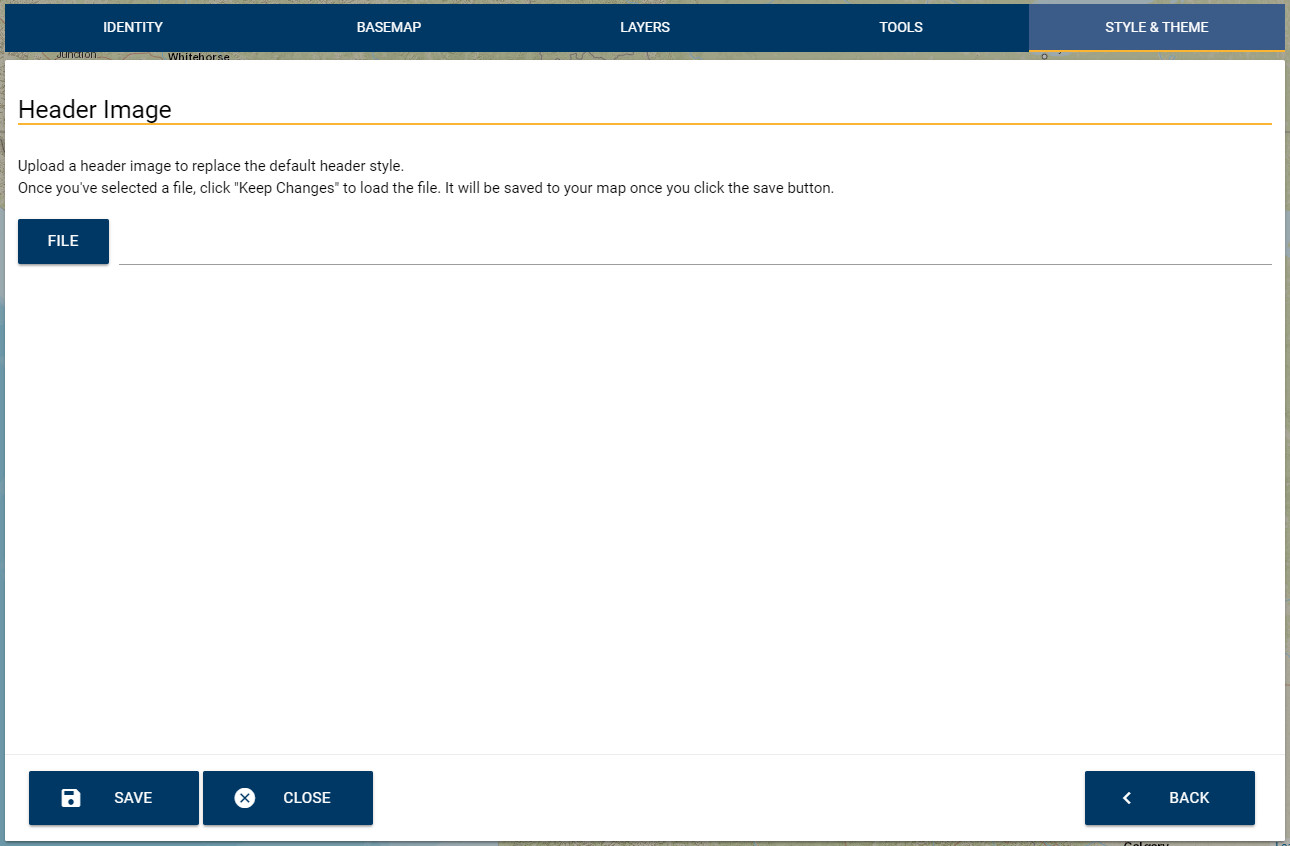 IDENTITY BASEMAP LAYERS TOOLS STYLE & THEME
Junction Whitehorse
Header Image
Upload a header image to replace the default header style.
Once you've selected a file, click "Keep Changes" to load the file. It will be saved to your map once you click the save button.
FILE
SAVE CLOSE BACK
Calgary